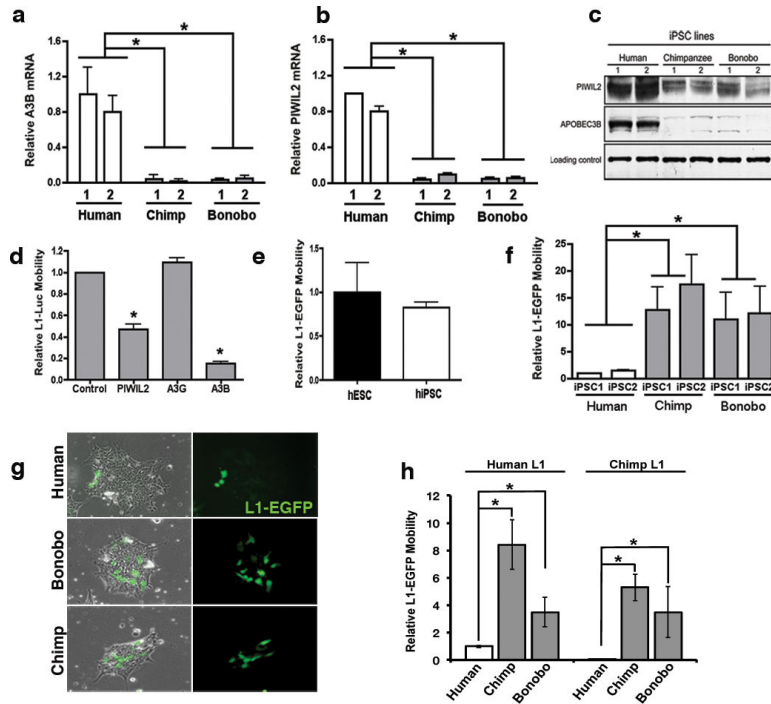 a
Relative A3B mRNA
1.6
1.2
0.8
0.4
0.0
*
*
1 2 1 2 1 2
Human Chimp Bonobo
b
Relative PIWIL2 mRNA
1.6
1.2
0.8
0.4
0.0
*
*
1 2 1 2 1 2
Human Chimp Bonobo
c
iPSC lines
Human Chimpanzee Bonobo
1 2 1 2 1 2
PIWIL2
APOBEC3B
Loading control
d
Relative L1-Luc Mobility
1.2
1.0
0.8
0.6
0.4
0.2
0.0
*
*
Control PIWIL2 A3G A3B
e
Relative L1-EGFP Mobility
1.5
1.0
0.5
0.0
hESC hiPSC
f
Relative L1-EGFP Mobility
25
20
15
10
5
0
*
*
iPSC1 iPSC2 iPSC1 iPSC2 iPSC1 iPSC2
Human Chimp Bonobo
g
Human
L1-EGFP
Bonobo
Chimp
h
Human L1 Chimp L1
Relative L1-EGFP Mobility
12
10
8
6
4
2
0
*
*
*
*
Human Chimp Bonobo Human Chimp Bonobo